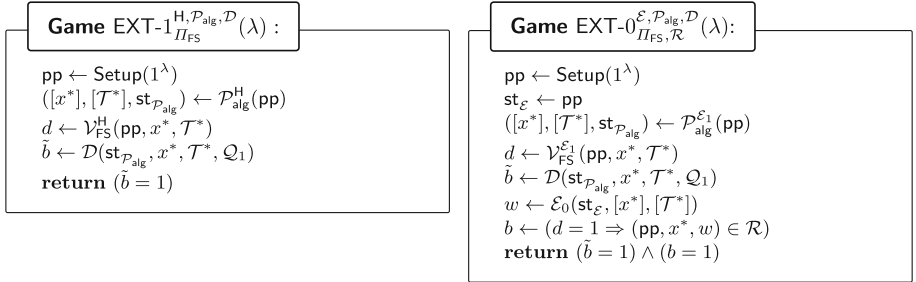 Game EXT-1^{H,𝒫_alg,𝒟}_{Π_FS}(λ) :
pp ← Setup(1^λ)
([x*], [𝒯*], st_{𝒫_alg}) ← 𝒫^H_alg(pp)
d ← 𝒱^H_FS(pp, x*, 𝒯*)
b̃ ← 𝒟(st_{𝒫_alg}, x*, 𝒯*, 𝒬_1)
return (b̃ = 1)
Game EXT-0^{ℰ,𝒫_alg,𝒟}_{Π_FS,ℛ}(λ):
pp ← Setup(1^λ)
st_ℰ ← pp
([x*], [𝒯*], st_{𝒫_alg}) ← 𝒫^{ℰ_1}_alg(pp)
d ← 𝒱^{ℰ_1}_FS(pp, x*, 𝒯*)
b̃ ← 𝒟(st_{𝒫_alg}, x*, 𝒯*, 𝒬_1)
w ← ℰ_0(st_ℰ, [x*], [𝒯*])
b ← (d = 1 ⇒ (pp, x*, w) ∈ ℛ)
return (b̃ = 1) ∧ (b = 1)